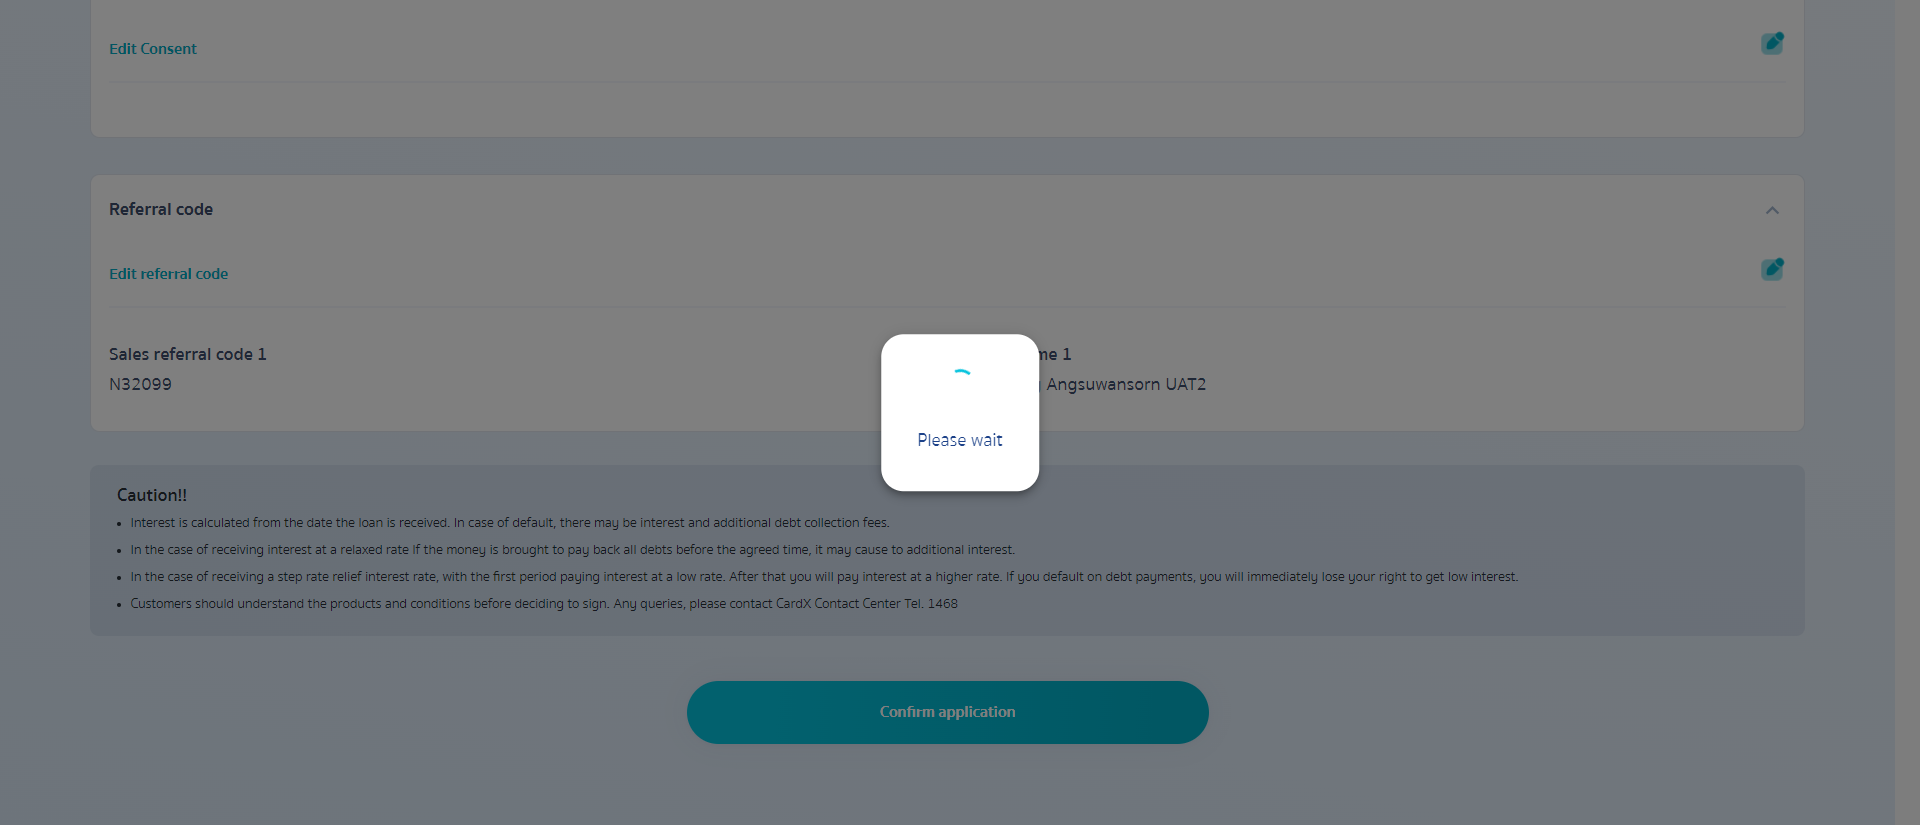 Edit Consent
Referral code
Edit referral code
Sales referral code 1
N32099
1
Angsuwansorn UAT2
Please wait
Caution!!
• Interest is calculated from the date the loan is received. In case of default, there may be interest and additional debt collection fees.
• In the case of receiving interest at a relaxed rate If the money is brought to pay back all debts before the agreed time, it may cause to additional interest.
• In the case of receiving a step rate relief interest rate, with the first period paying interest at a low rate. After that you will pay interest at a higher rate. If you default on debt payments, you will immediately lose your right to get low interest.
• Customers should understand the products and conditions before deciding to sign. Any queries, please contact CardX Contact Center Tel. 1468
Confirm application